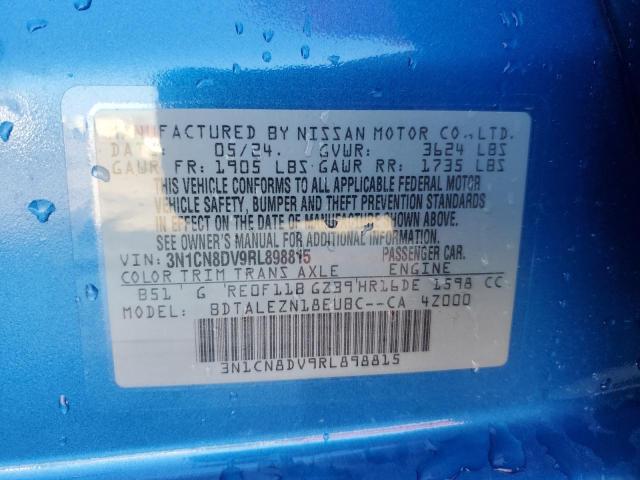 MANUFACTURED BY NISSAN MOTOR CO.,LTD.
DATE: 05/24. GVWR: 3624 LBS
GAWR FR: 1905 LBS GAWR RR: 1735 LBS
THIS VEHICLE CONFORMS TO ALL APPLICABLE FEDERAL MOTOR
VEHICLE SAFETY, BUMPER AND THEFT PREVENTION STANDARDS
IN EFFECT ON THE DATE OF MANUFACTURE SHOWN ABOVE.
SEE OWNER'S MANUAL FOR ADDITIONAL INFORMATION.
VIN: 3N1CN8DV9RL898815 PASSENGER CAR.
COLOR TRIM TRANS AXLE ENGINE
B51 G RE0F11B GZ39 HR16DE 1598 CC
MODEL: BDTALEZN18EUBC--CA 4Z000
3N1CN8DV9RL898815